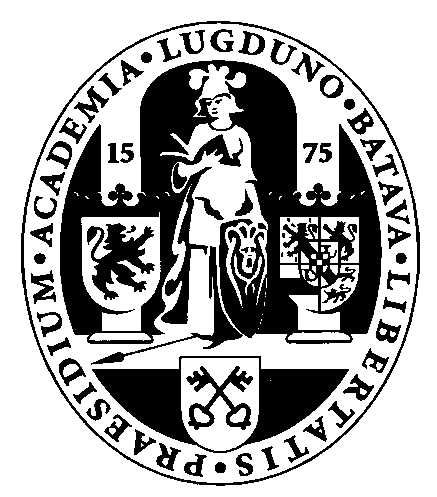 ACADEMIA · LUGDUNO · BATAVA · LIBERTATIS · PRAESIDIUM ·
15 75